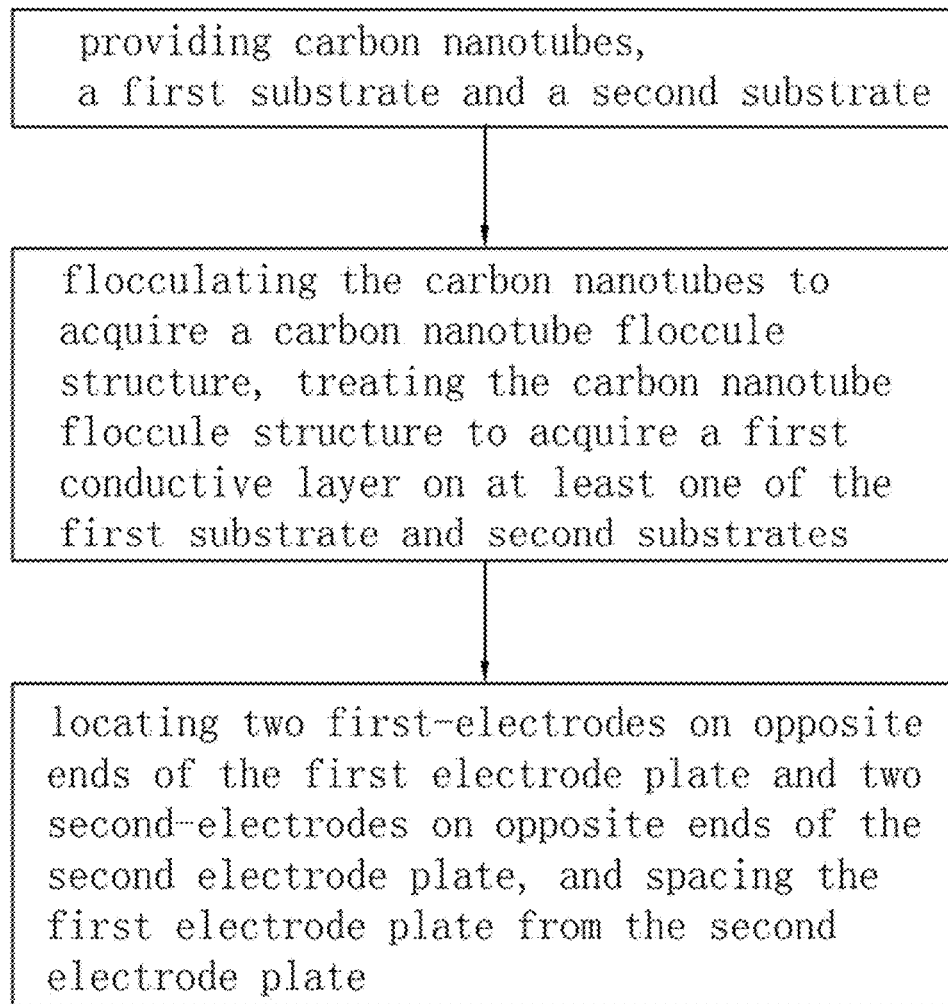 providing carbon nanotubes,
a first substrate and a second substrate
flocculating the carbon nanotubes to
acquire a carbon nanotube floccule
structure, treating the carbon nanotube
floccule structure to acquire a first
conductive layer on at least one of the
first substrate and second substrates
locating two first-electrodes on opposite
ends of the first electrode plate and two
second-electrodes on opposite ends of the
second electrode plate, and spacing the
first electrode plate from the second
electrode plate